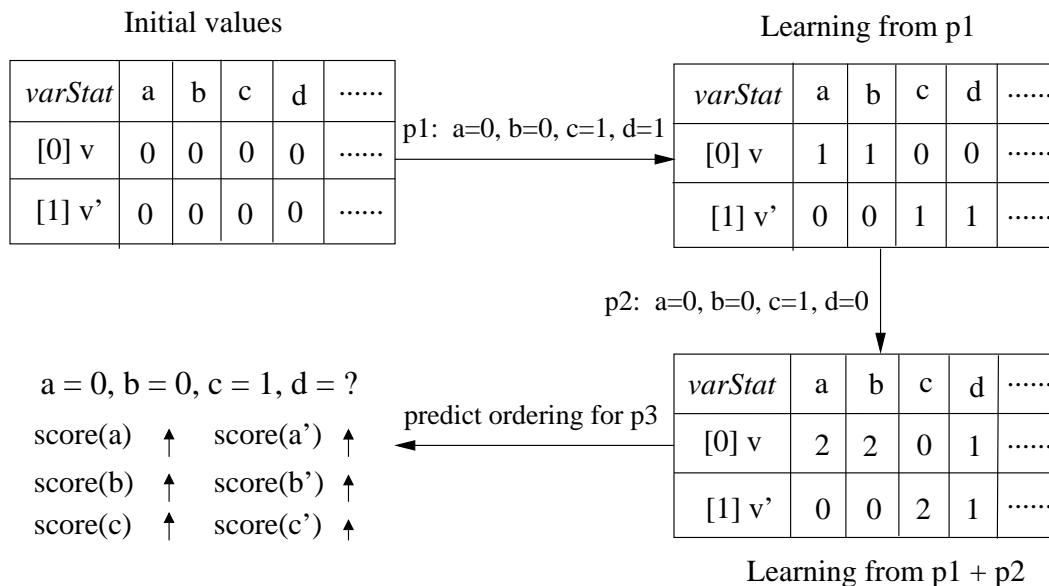 Initial values
varStat a b c d ......
[0] v 0 0 0 0 ......
[1] v’ 0 0 0 0 ......
p1: a=0, b=0, c=1, d=1
Learning from p1
varStat a b c d ......
[0] v 1 1 0 0 ......
[1] v’ 0 0 1 1 ......
p2: a=0, b=0, c=1, d=0
varStat a b c d ......
[0] v 2 2 0 1 ......
[1] v’ 0 0 2 1 ......
Learning from p1 + p2
predict ordering for p3
a = 0, b = 0, c = 1, d = ?
score(a) score(a’)
score(b) score(b’)
score(c) score(c’)